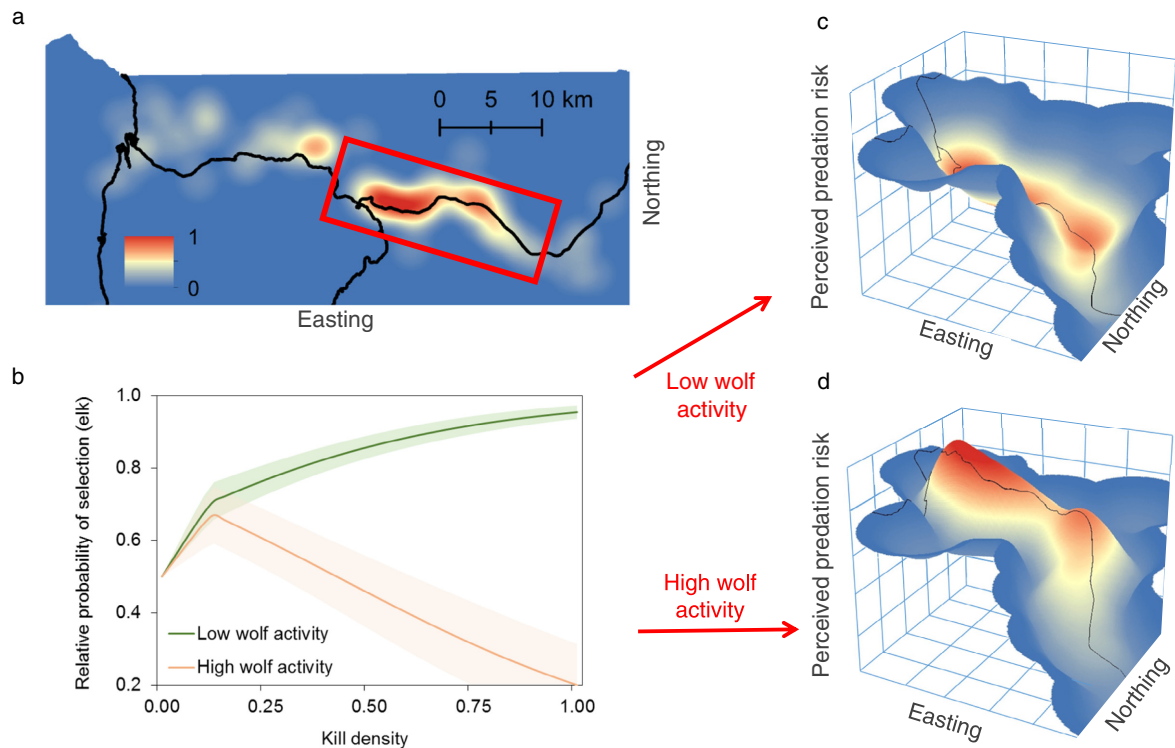 a
0 5 10 km
1
0
Easting
Northing
b
Relative probability of selection (elk)
1.0
0.8
0.6
0.4
0.2
Low wolf activity
High wolf activity
0.00 0.25 0.50 0.75 1.00
Kill density
Low wolf
activity
High wolf
activity
c
Perceived predation risk
Easting
Northing
d
Perceived predation risk
Easting
Northing